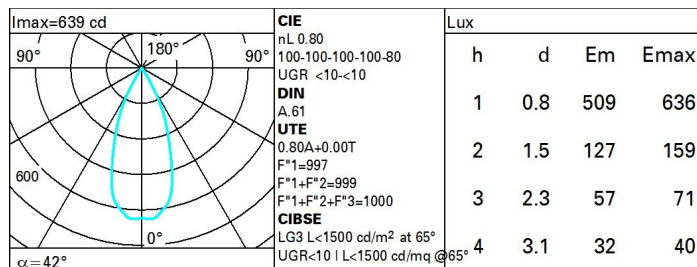 Imax=639 cd
90°
180°
90°
600
0°
α=42°
CIE
nL 0.80
100-100-100-100-80
UGR <10-<10
DIN
A.61
UTE
0.80A+0.00T
F"1=997
F"1+F"2=999
F"1+F"2+F"3=1000
CIBSE
LG3 L<1500 cd/m² at 65°
UGR<10 | L<1500 cd/mq @65°
Lux
h d Em Emax
1 0.8 509 636
2 1.5 127 159
3 2.3 57 71
4 3.1 32 40